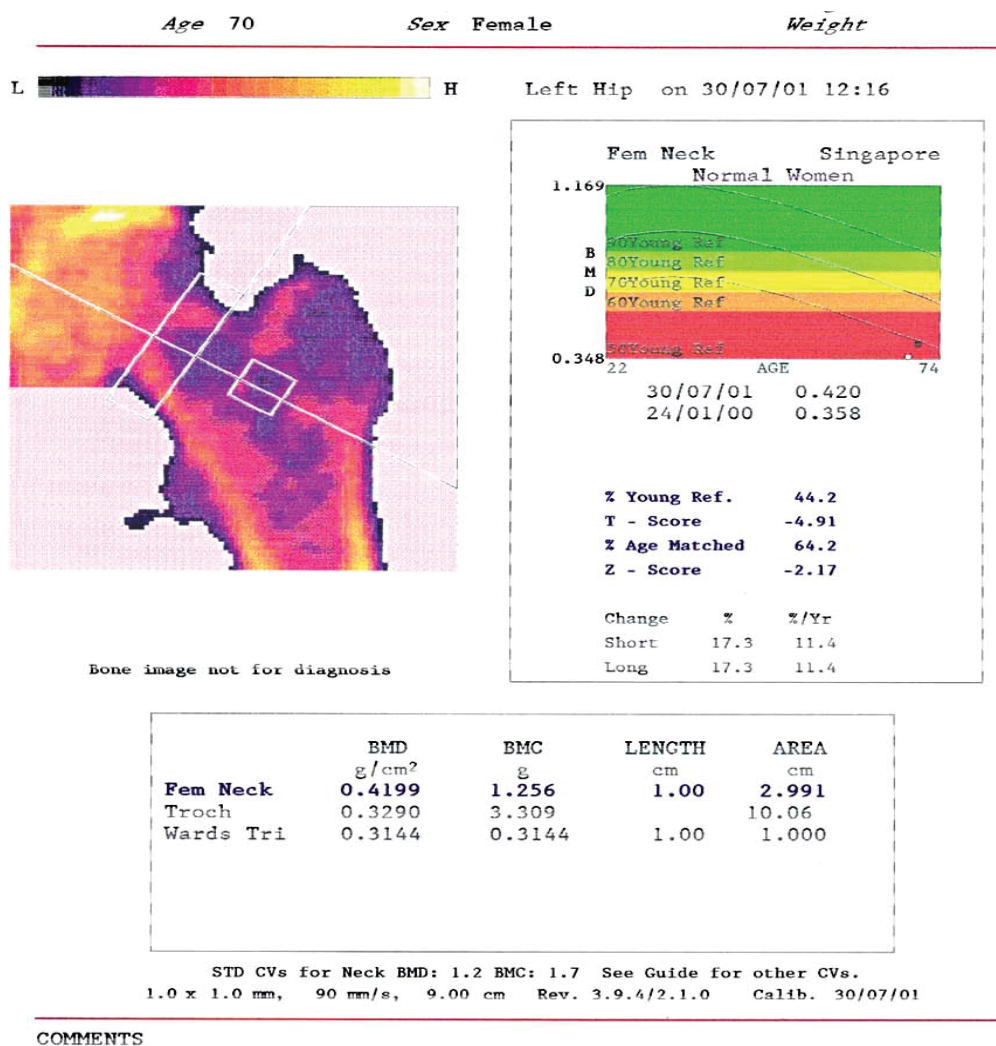 Age 70 Sex Female Weight
L H Left Hip on 30/07/01 12:16
Fem Neck Singapore
Normal Women
1.169
90Young Ref
B
80Young Ref
M
70Young Ref
D
60Young Ref
50Young Ref
0.348
22 AGE 74
30/07/01 0.420
24/01/00 0.358
% Young Ref. 44.2
T - Score -4.91
% Age Matched 64.2
Z - Score -2.17
Change % %/Yr
Short 17.3 11.4
Long 17.3 11.4
Bone image not for diagnosis
BMD BMC LENGTH AREA
g/cm² g cm cm
Fem Neck 0.4199 1.256 1.00 2.991
Troch 0.3290 3.309 10.06
Wards Tri 0.3144 0.3144 1.00 1.000
STD CVs for Neck BMD: 1.2 BMC: 1.7 See Guide for other CVs.
1.0 x 1.0 mm, 90 mm/s, 9.00 cm Rev. 3.9.4/2.1.0 Calib. 30/07/01
COMMENTS